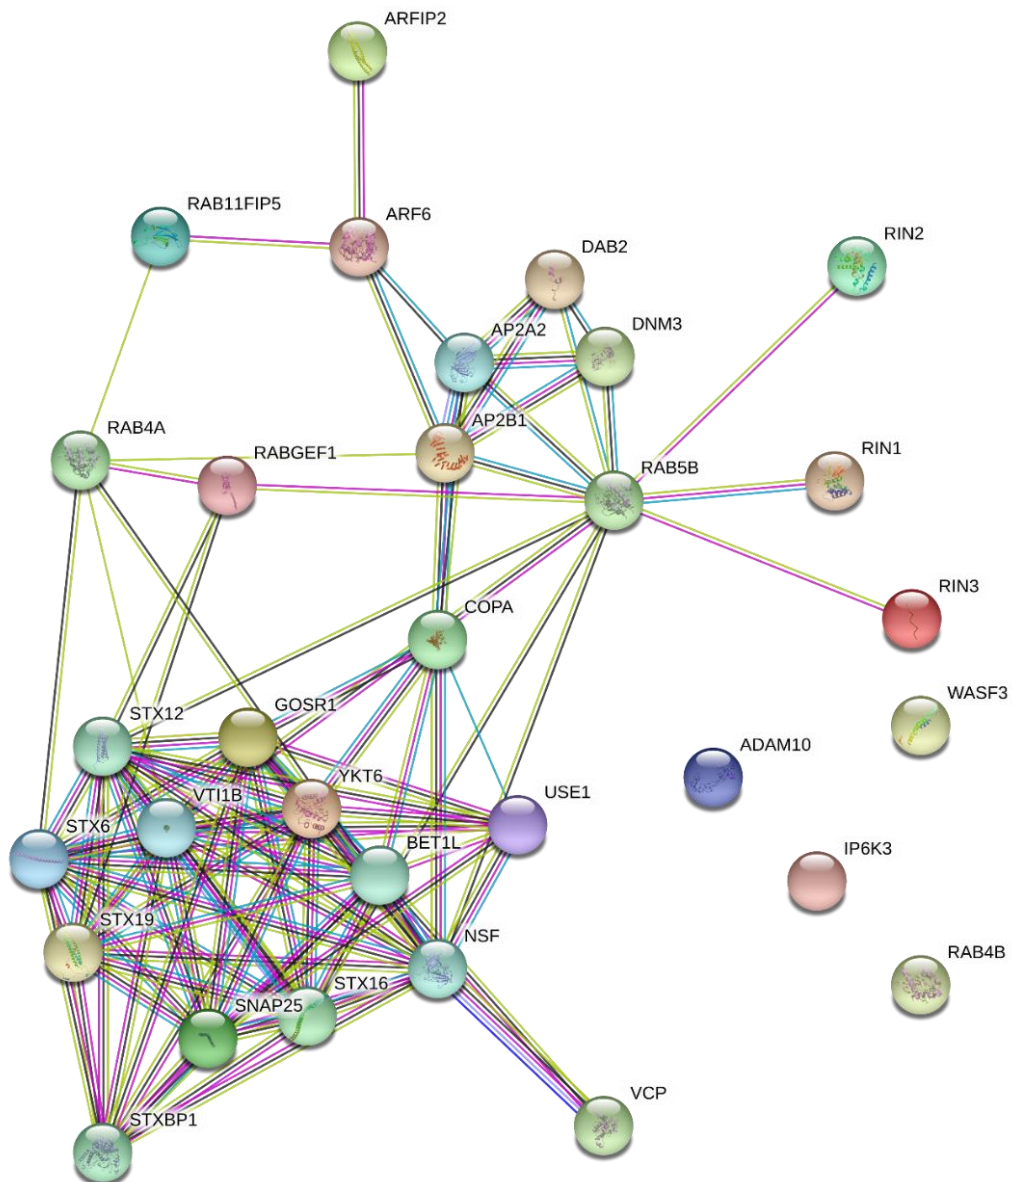 ARFIP2
RAB11FIP5
ARF6
RIN2
DAB2
DNM3
AP2A2
AP2B1
RAB4A
RABGEF1
RAB5B
RIN1
RIN3
COPA
STX12
GOSR1
WASF3
ADAM10
YKT6
VTI1B
USE1
STX6
BET1L
IP6K3
STX19
NSF
RAB4B
STX16
SNAP25
VCP
STXBP1